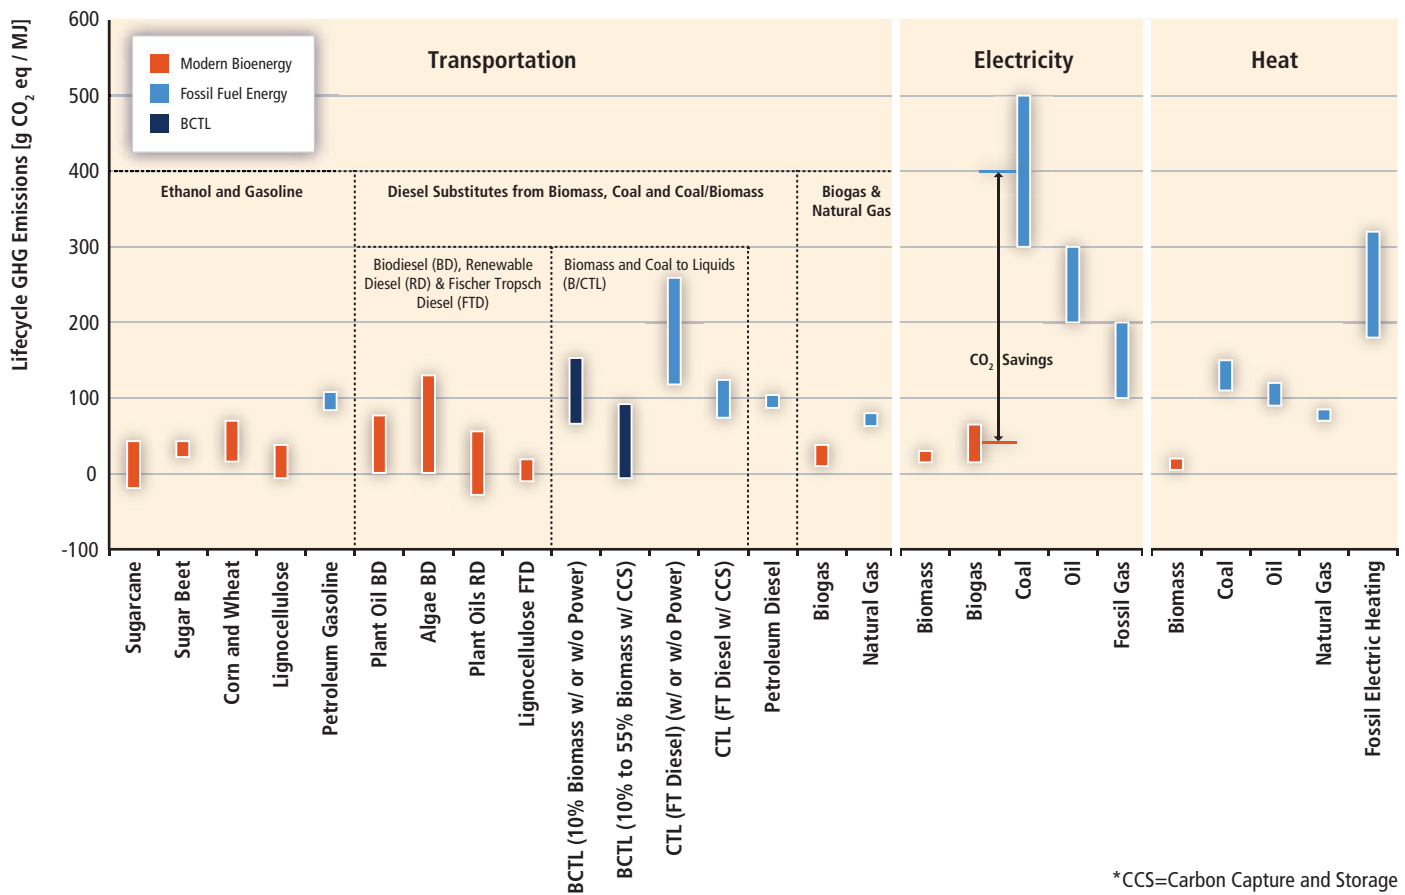 Lifecycle GHG Emissions [g CO2 eq / MJ]
600
500
400
300
200
100
0
-100
Modern Bioenergy
Fossil Fuel Energy
BCTL
Transportation
Electricity
Heat
Ethanol and Gasoline
Diesel Substitutes from Biomass, Coal and Coal/Biomass
Biogas &
Natural Gas
Biodiesel (BD), Renewable
Diesel (RD) & Fischer Tropsch
Diesel (FTD)
Biomass and Coal to Liquids
(B/CTL)
CO2 Savings
Sugarcane
Sugar Beet
Corn and Wheat
Lignocellulose
Petroleum Gasoline
Plant Oil BD
Algae BD
Plant Oils RD
Lignocellulose FTD
BCTL (10% Biomass w/ or w/o Power)
BCTL (10% to 55% Biomass w/ CCS)
CTL (FT Diesel) (w/ or w/o Power)
CTL (FT Diesel w/ CCS)
Petroleum Diesel
Biogas
Natural Gas
Biomass
Biogas
Coal
Oil
Fossil Gas
Biomass
Coal
Oil
Natural Gas
Fossil Electric Heating
*CCS=Carbon Capture and Storage